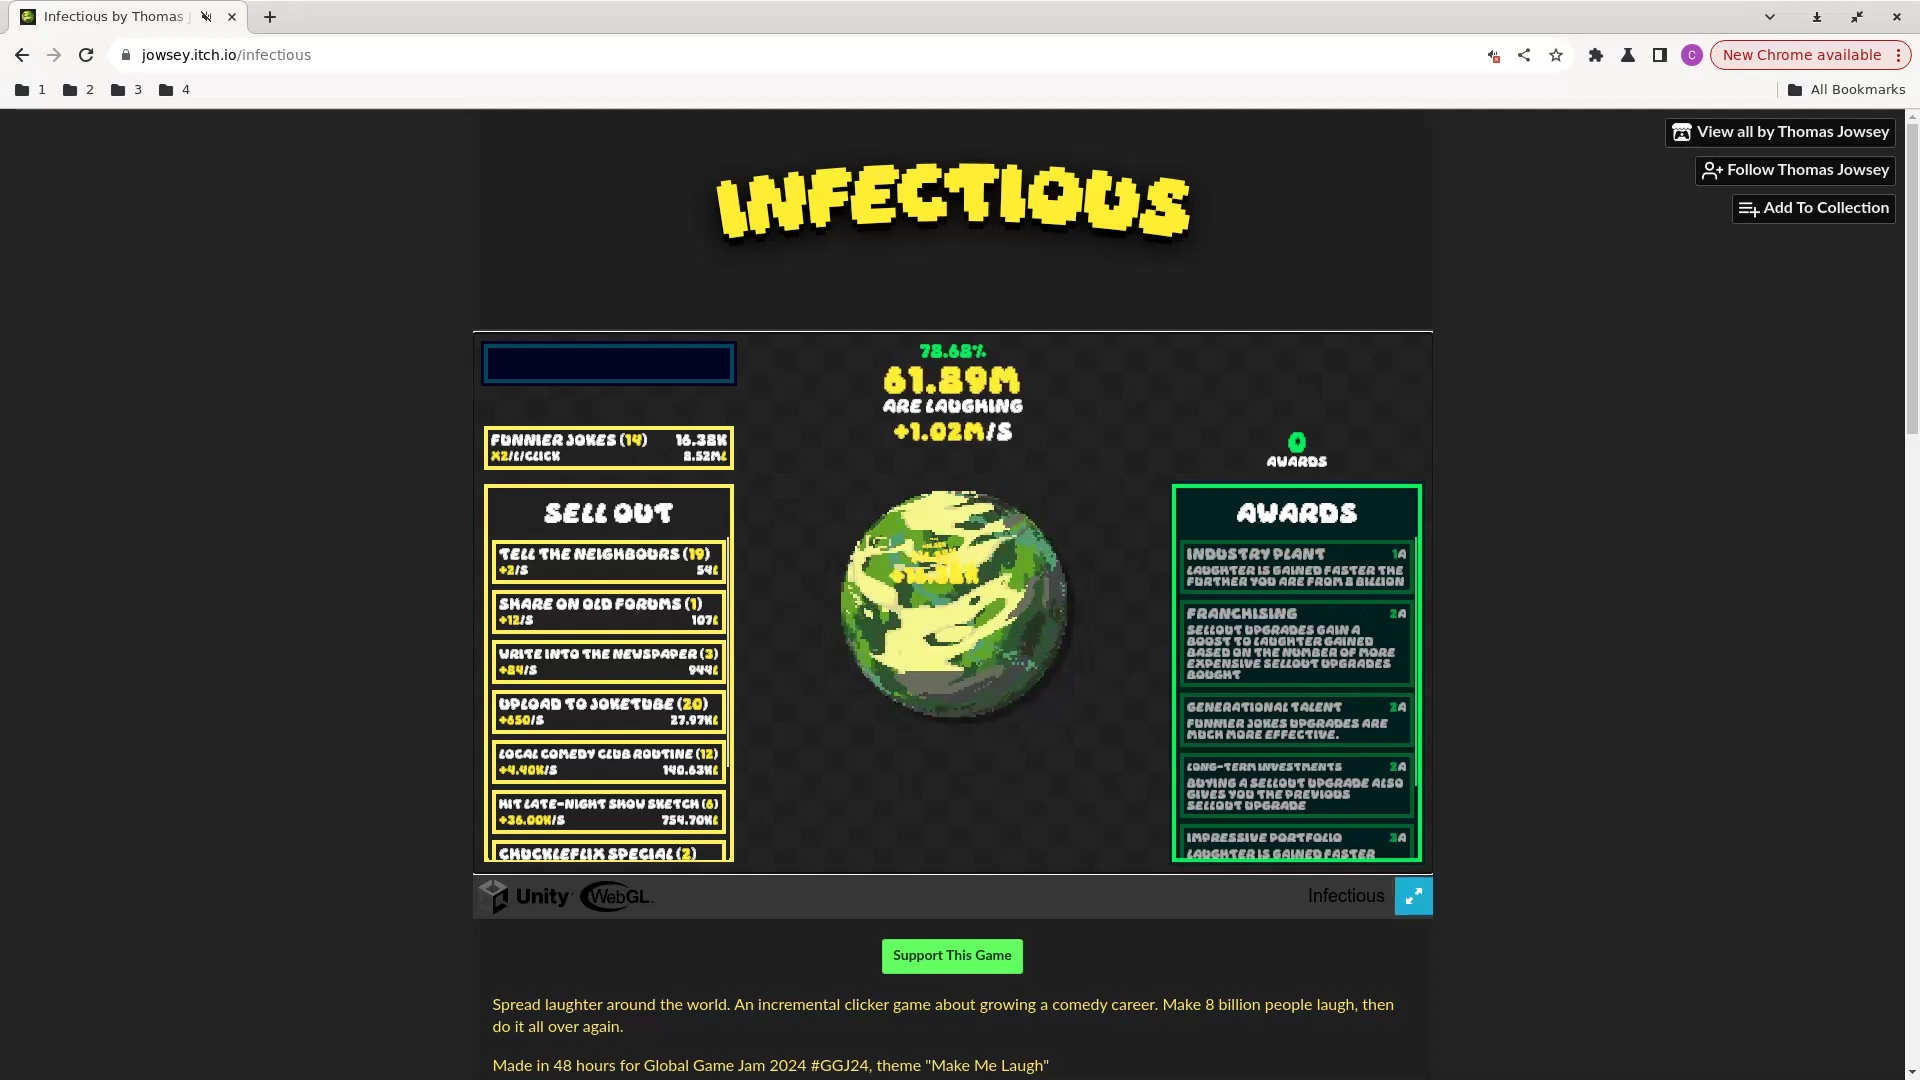 Infectious by Thomas J
jowsey.itch.io/infectious
New Chrome available
1
2
3
4
All Bookmarks
View all by Thomas Jowsey
Follow Thomas Jowsey
Add To Collection
INFECTIOUS
78.68%
61.89M
ARE LAUGHING
+1.02M/S
FUNNIER JOKES (14) 16.38K
X2/L/CLICK 8.52ML
0
AWARDS
SELL OUT
TELL THE NEIGHBOURS (19)
+2/S 54L
SHARE ON OLD FORUMS (1)
+12/S 107L
WRITE INTO THE NEWSPAPER (3)
+84/S 944L
UPLOAD TO JOKETUBE (20)
+650/S 27.97KL
LOCAL COMEDY CLUB ROUTINE (12)
+4.40K/S 140.63KL
HIT LATE-NIGHT SHOW SKETCH (6)
+36.00K/S 754.70KL
CHUCKLEFLIX SPECIAL (2)
AWARDS
INDUSTRY PLANT 1A
LAUGHTER IS GAINED FASTER THE
FURTHER YOU ARE FROM 8 BILLION
FRANCHISING 2A
SELLOUT UPGRADES GAIN A
BOOST TO LAUGHTER GAINED
BASED ON THE NUMBER OF MORE
EXPENSIVE SELLOUT UPGRADES
BOUGHT
GENERATIONAL TALENT 2A
FUNNIER JOKES UPGRADES ARE
MUCH MORE EFFECTIVE.
LONG-TERM INVESTMENTS 2A
BUYING A SELLOUT UPGRADE ALSO
GIVES YOU THE PREVIOUS
SELLOUT UPGRADE
IMPRESSIVE PORTFOLIO 3A
LAUGHTER IS GAINED FASTER
Unity
WebGL
Infectious
Support This Game
Spread laughter around the world. An incremental clicker game about growing a comedy career. Make 8 billion people laugh, then
do it all over again.
Made in 48 hours for Global Game Jam 2024 #GGJ24, theme "Make Me Laugh"
C